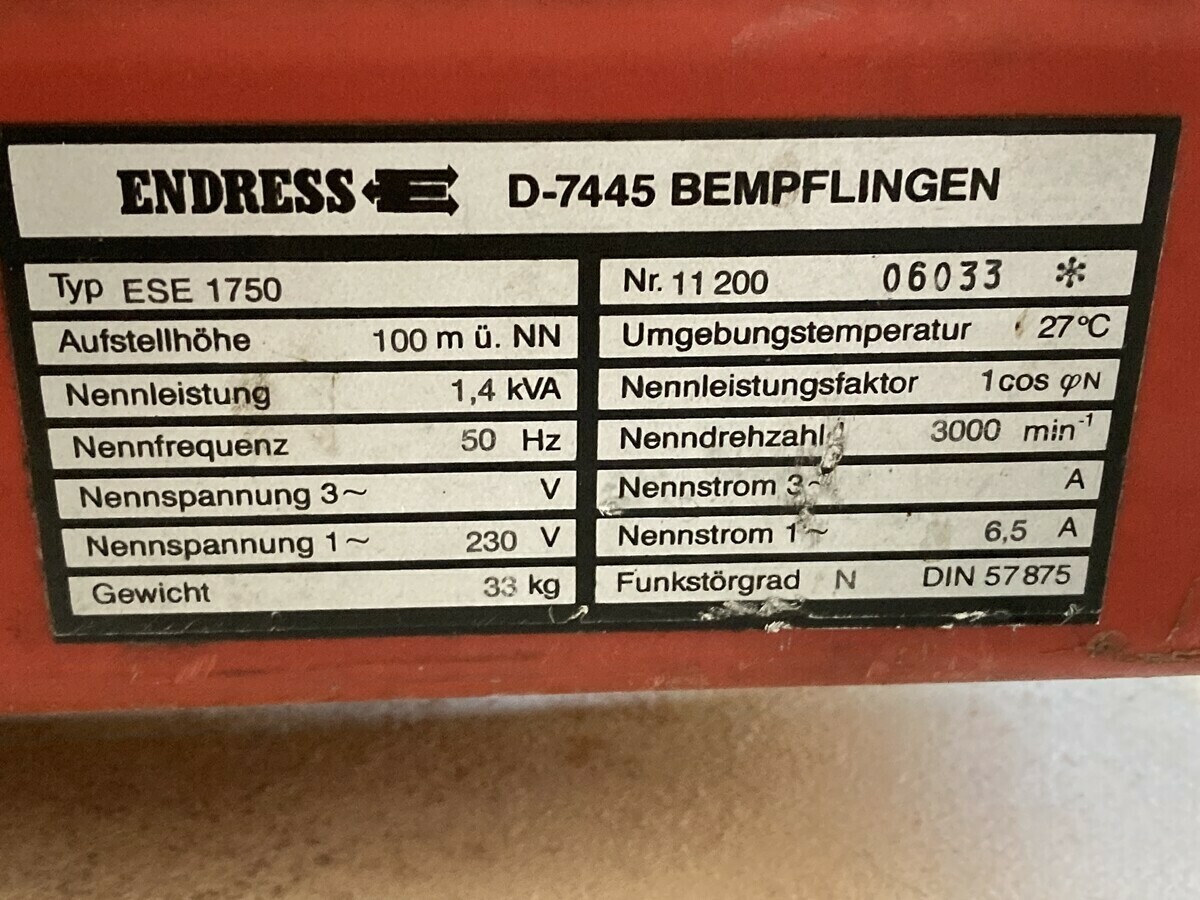 ENDRESS E D-7445 BEMPFLINGEN
Typ ESE 1750
Nr. 11 200 06033 *
Aufstellhöhe 100 m ü. NN
Umgebungstemperatur 27°C
Nennleistung 1,4 kVA
Nennleistungsfaktor 1 cos φN
Nennfrequenz 50 Hz
Nenndrehzahl 3000 min⁻¹
Nennspannung 3~ V
Nennstrom 3~ A
Nennspannung 1~ 230 V
Nennstrom 1~ 6,5 A
Gewicht 33 kg
Funkstörgrad N DIN 57875